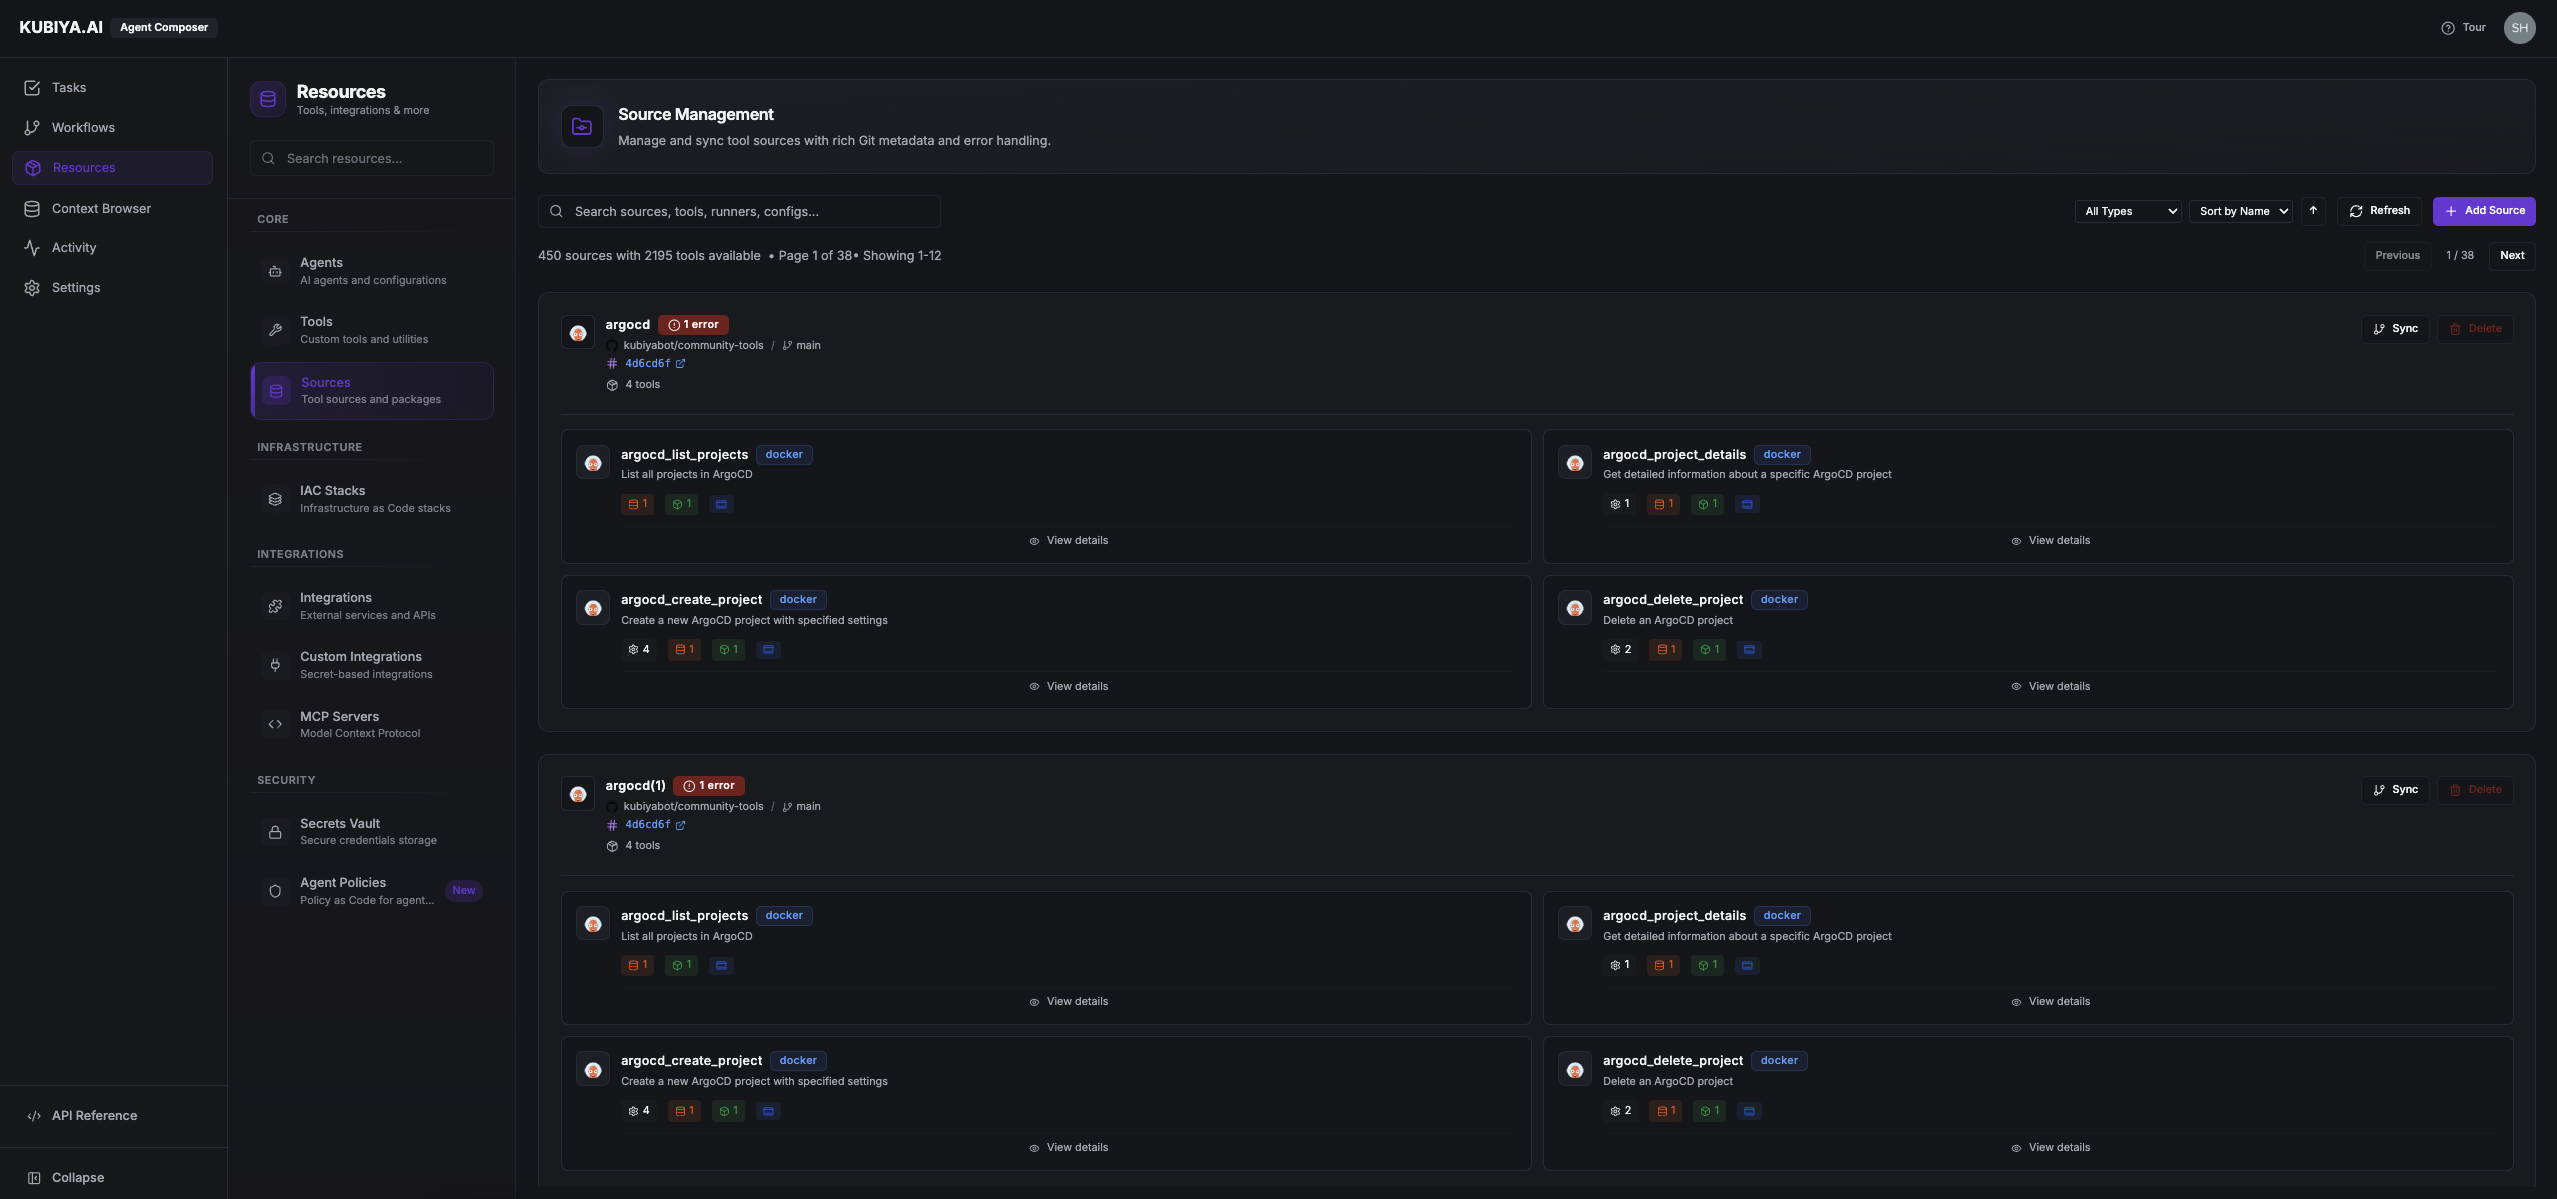 KUBIYA.AI Agent Composer
Tour
SH
Tasks
Workflows
Resources
Context Browser
Activity
Settings
API Reference
Collapse
Resources
Tools, integrations & more
Search resources...
CORE
Agents
AI agents and configurations
Tools
Custom tools and utilities
Sources
Tool sources and packages
INFRASTRUCTURE
IAC Stacks
Infrastructure as Code stacks
INTEGRATIONS
Integrations
External services and APIs
Custom Integrations
Secret-based integrations
MCP Servers
Model Context Protocol
SECURITY
Secrets Vault
Secure credentials storage
Agent Policies
Policy as Code for agent...
New
Source Management
Manage and sync tool sources with rich Git metadata and error handling.
Search sources, tools, runners, configs...
All Types
Sort by Name
Refresh
Add Source
450 sources with 2195 tools available • Page 1 of 38• Showing 1-12
Previous
1 / 38
Next
argocd 1 error
kubiyabot/community-tools / main
4d6cd6f
4 tools
Sync
Delete
argocd_list_projects docker
List all projects in ArgoCD
1 1
View details
argocd_project_details docker
Get detailed information about a specific ArgoCD project
1 1 1
View details
argocd_create_project docker
Create a new ArgoCD project with specified settings
4 1 1
View details
argocd_delete_project docker
Delete an ArgoCD project
2 1 1
View details
argocd(1) 1 error
kubiyabot/community-tools / main
4d6cd6f
4 tools
Sync
Delete
argocd_list_projects docker
List all projects in ArgoCD
1 1
View details
argocd_project_details docker
Get detailed information about a specific ArgoCD project
1 1 1
View details
argocd_create_project docker
Create a new ArgoCD project with specified settings
4 1 1
View details
argocd_delete_project docker
Delete an ArgoCD project
2 1 1
View details